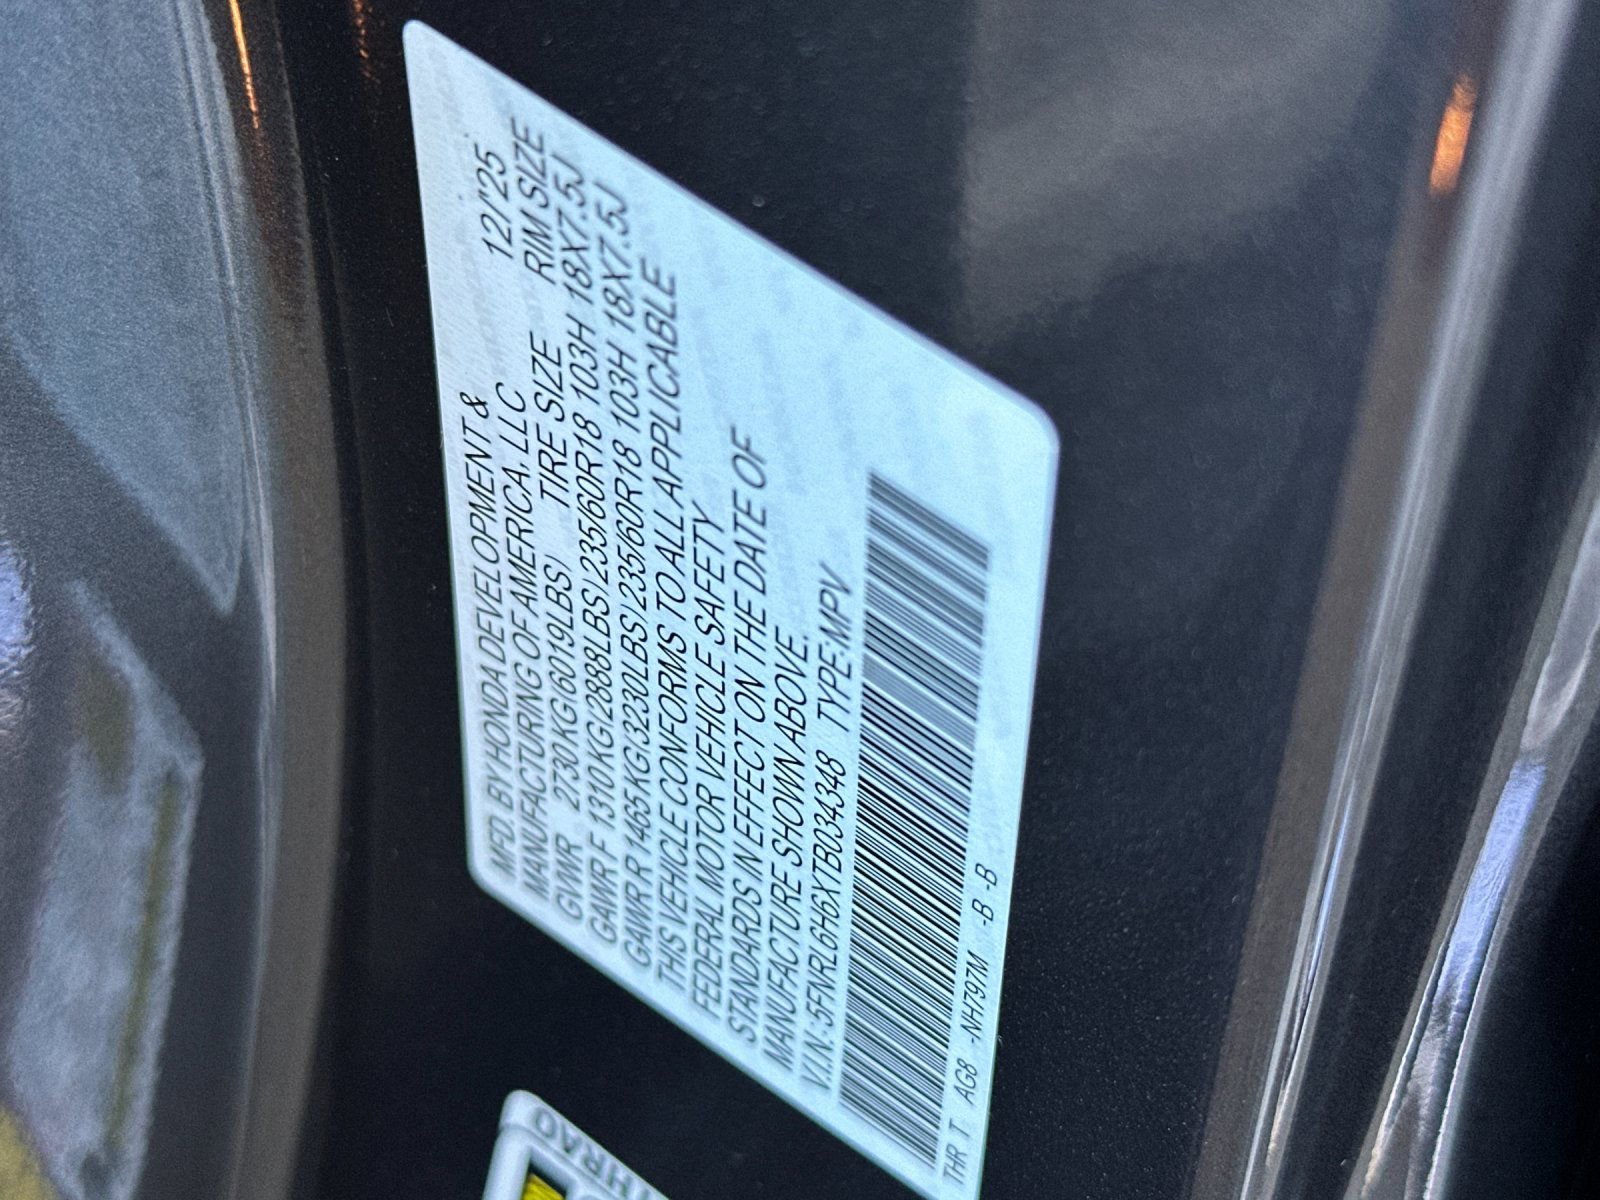 MFD. BY HONDA DEVELOPMENT & 12/'25
MANUFACTURING OF AMERICA, LLC
GVWR 2730KG(6019LBS) TIRE SIZE RIM SIZE
GAWR F 1310KG(2888LBS) 235/60R18 103H 18X7.5J
GAWR R 1465KG(3230LBS) 235/60R18 103H 18X7.5J
THIS VEHICLE CONFORMS TO ALL APPLICABLE
FEDERAL MOTOR VEHICLE SAFETY
STANDARDS IN EFFECT ON THE DATE OF
MANUFACTURE SHOWN ABOVE.
V.I.N.:5FNRL6H6XTB034348 TYPE:MPV
THR T AG8 -NH797M -B -B
THRAO